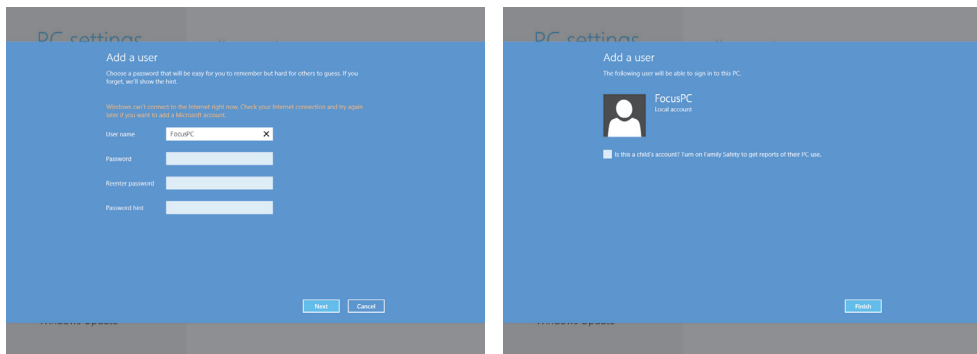 PC settings
Add a user
Choose a password that will be easy for you to remember but hard for others to guess. If you
forget, we'll show the hint.
Windows can't connect to the Internet right now. Check your Internet connection and try again
later if you want to add a Microsoft account.
User name
FocusPC
Password
Reenter password
Password hint
Next
Cancel
Windows Update
PC settings
Add a user
The following user will be able to sign in to this PC.
FocusPC
Local account
Is this a child's account? Turn on Family Safety to get reports of their PC use.
Finish
Windows Update